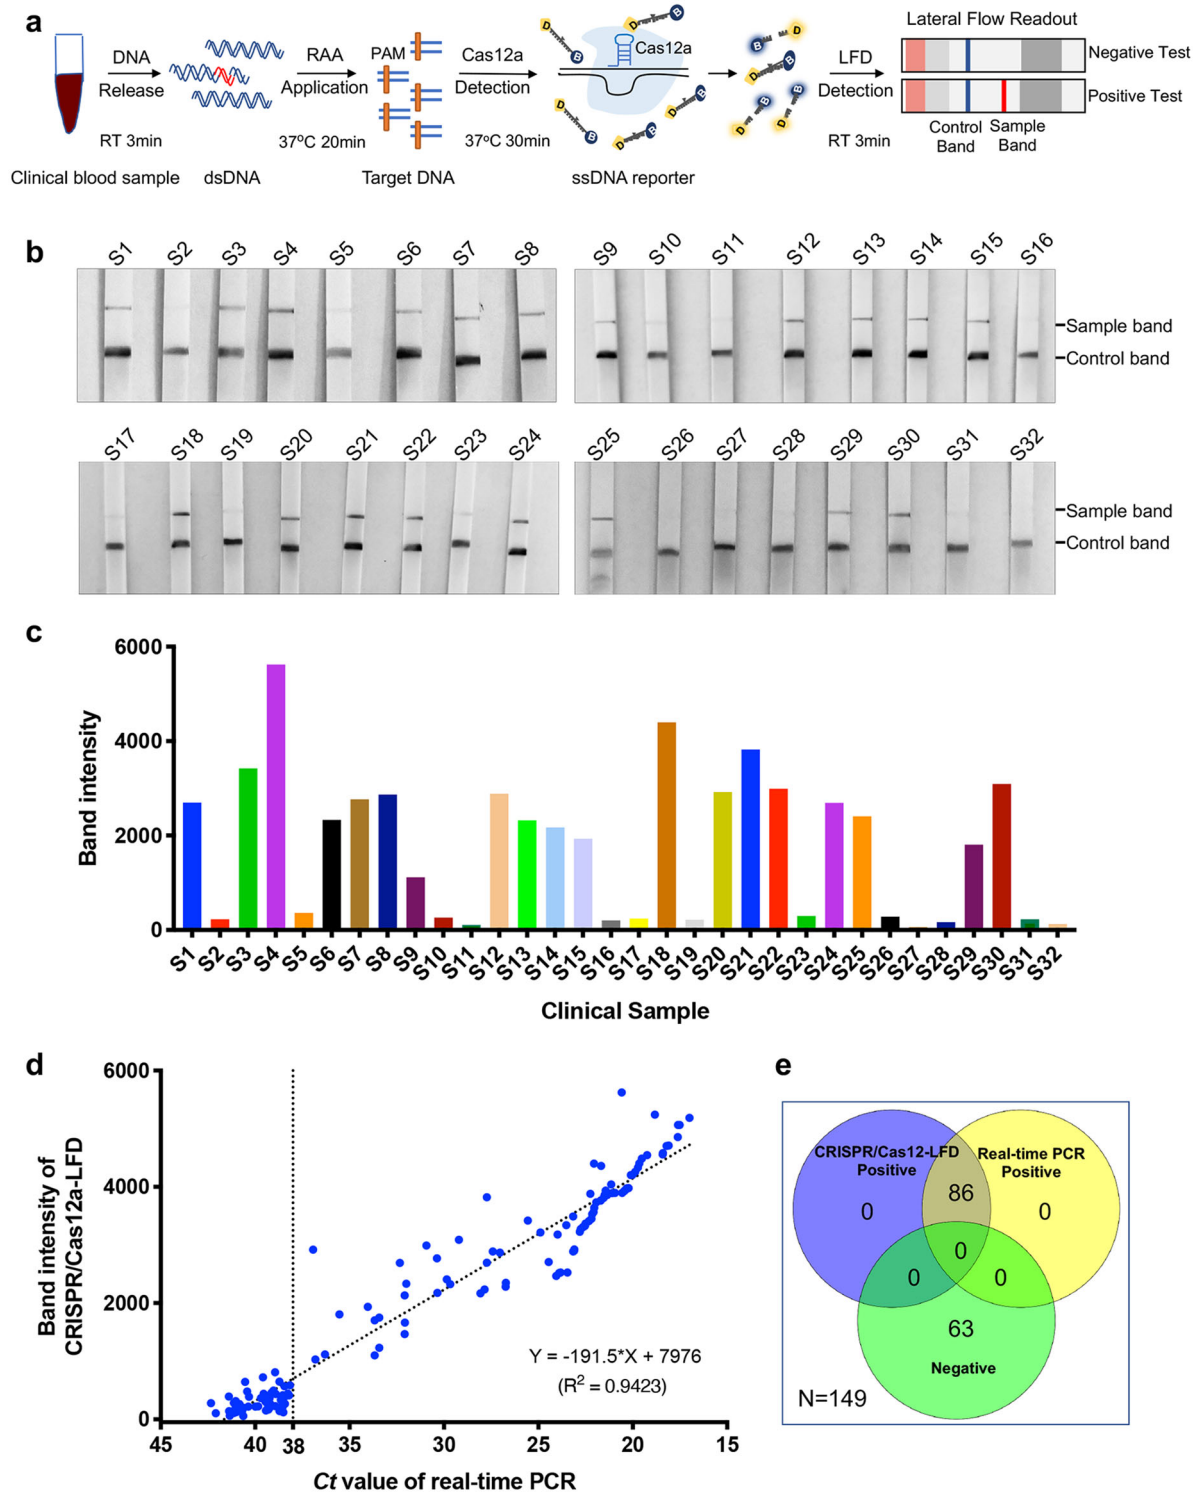 a
DNA
Release
RT 3min
RAA
Application
37ºC 20min
PAM
Cas12a
Detection
37ºC 30min
D
B
D
B
Cas12a
D
B
D
B
D
B
B
D
D
B
B
B
D
D
LFD
Detection
RT 3min
Lateral Flow Readout
Negative Test
Positive Test
Control
Band
Sample
Band
Clinical blood sample
dsDNA
Target DNA
ssDNA reporter
b
S1 S2 S3 S4 S5 S6 S7 S8
S9 S10 S11 S12 S13 S14 S15 S16
Sample band
Control band
S17 S18 S19 S20 S21 S22 S23 S24
S25 S26 S27 S28 S29 S30 S31 S32
Sample band
Control band
c
Band intensity
6000
4000
2000
0
S1 S2 S3 S4 S5 S6 S7 S8 S9 S10 S11 S12 S13 S14 S15 S16 S17 S18 S19 S20 S21 S22 S23 S24 S25 S26 S27 S28 S29 S30 S31 S32
Clinical Sample
d
Band intensity of
CRISPR/Cas12a-LFD
6000
4000
2000
0
Y = -191.5*X + 7976
(R2 = 0.9423)
45 40 38 35 30 25 20 15
Ct value of real-time PCR
e
CRISPR/Cas12-LFD
Positive
Real-time PCR
Positive
0
86
0
0
0
0
63
Negative
N=149